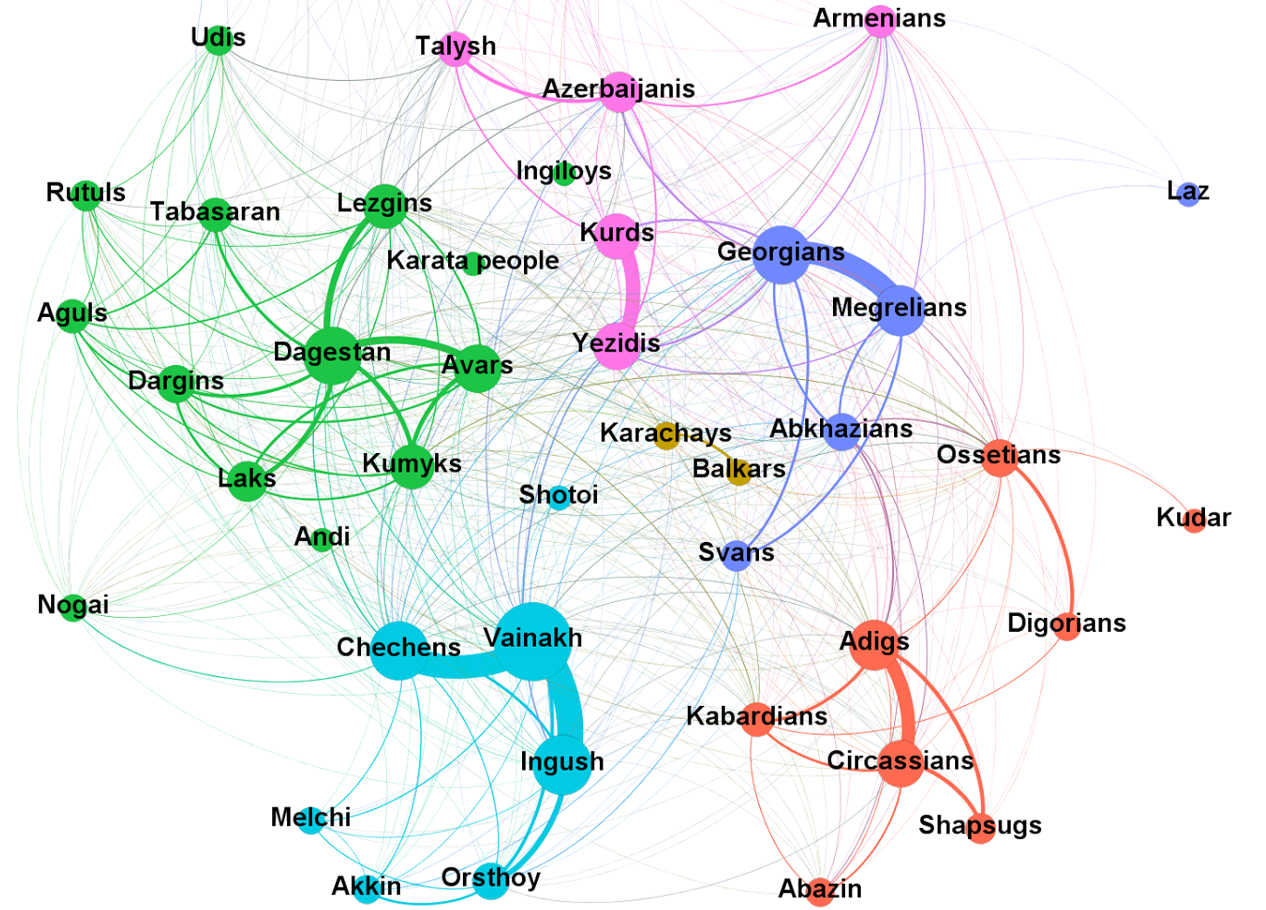 Armenians
Udis
Talysh
Azerbaijanis
Ingiloys
Rutuls
Tabasaran
Lezgins
Laz
Kurds
Georgians
Karata people
Megrelians
Aguls
Dagestan
Yezidis
Avars
Dargins
Karachays
Abkhazians
Ossetians
Balkars
Kumyks
Laks
Shotoi
Kudar
Andi
Svans
Nogai
Digorians
Vainakh
Adigs
Chechens
Kabardians
Ingush
Circassians
Melchi
Shapsugs
Orsthoy
Akkin
Abazin